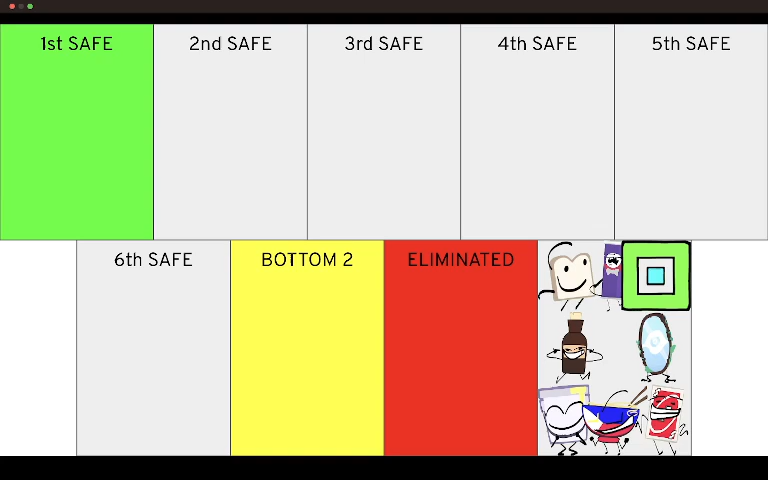 1st SAFE
2nd SAFE
3rd SAFE
4th SAFE
5th SAFE
6th SAFE
BOTTOM 2
ELIMINATED